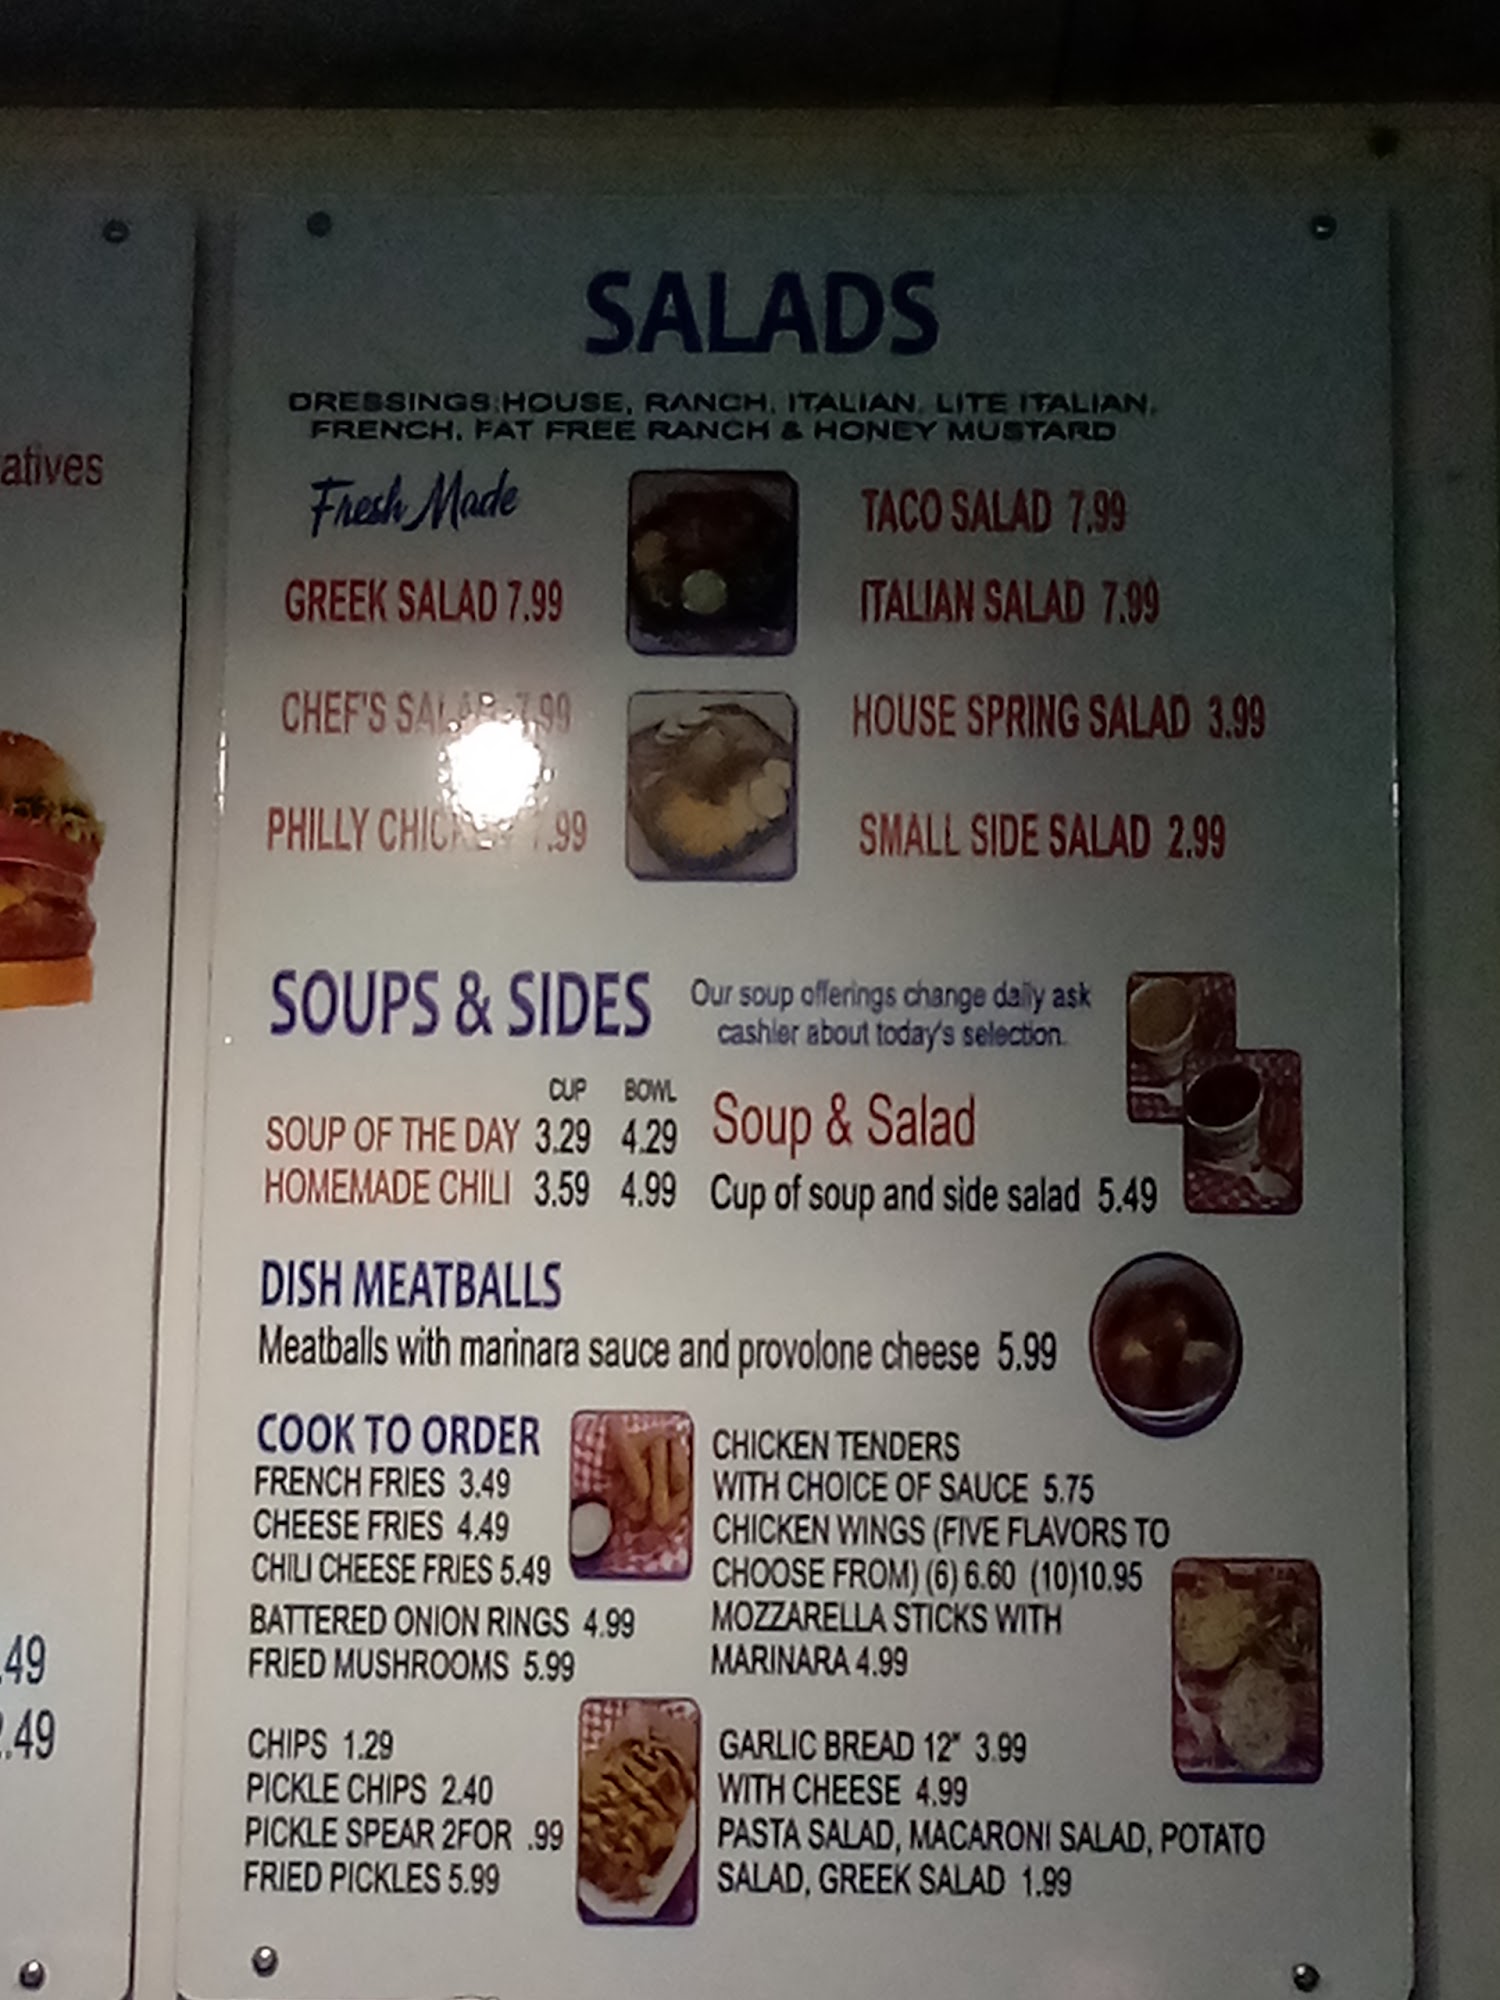 SALADS
DRESSINGS:HOUSE, RANCH, ITALIAN, LITE ITALIAN,
FRENCH, FAT FREE RANCH & HONEY MUSTARD
Fresh Made
GREEK SALAD 7.99
CHEF'S SALAD 7.99
PHILLY CHICKEN 7.99
TACO SALAD 7.99
ITALIAN SALAD 7.99
HOUSE SPRING SALAD 3.99
SMALL SIDE SALAD 2.99
SOUPS & SIDES
Our soup offerings change daily ask
cashier about today's selection.
CUP BOWL
SOUP OF THE DAY 3.29 4.29
HOMEMADE CHILI 3.59 4.99
Soup & Salad
Cup of soup and side salad 5.49
DISH MEATBALLS
Meatballs with marinara sauce and provolone cheese 5.99
COOK TO ORDER
FRENCH FRIES 3.49
CHEESE FRIES 4.49
CHILI CHEESE FRIES 5.49
BATTERED ONION RINGS 4.99
FRIED MUSHROOMS 5.99
CHIPS 1.29
PICKLE CHIPS 2.40
PICKLE SPEAR 2FOR .99
FRIED PICKLES 5.99
CHICKEN TENDERS
WITH CHOICE OF SAUCE 5.75
CHICKEN WINGS (FIVE FLAVORS TO
CHOOSE FROM) (6) 6.60 (10)10.95
MOZZARELLA STICKS WITH
MARINARA 4.99
GARLIC BREAD 12" 3.99
WITH CHEESE 4.99
PASTA SALAD, MACARONI SALAD, POTATO
SALAD, GREEK SALAD 1.99
atives
.49
.49